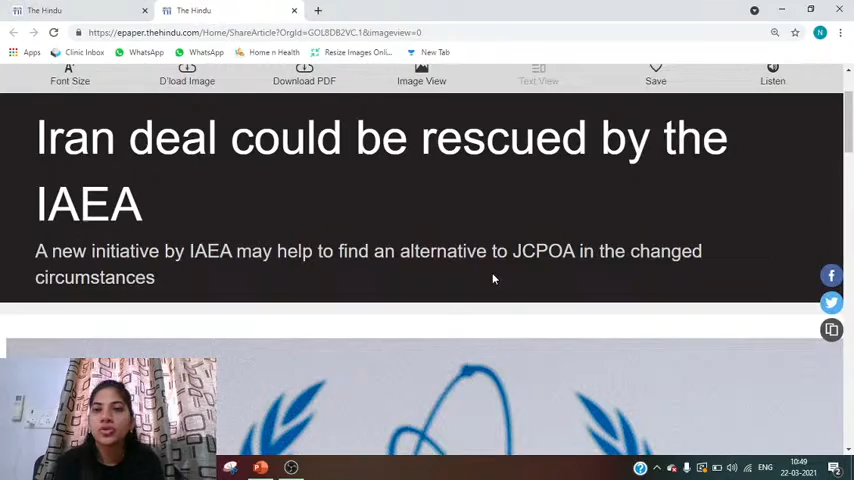 The Hindu
The Hindu
https://epaper.thehindu.com/Home/ShareArticle?OrgId=GOL8DB2VC.1&imageview=0
N
Apps
Clinic Inbox
WhatsApp
WhatsApp
Home n Health
Resize Images Onli...
New Tab
Font Size
D'load Image
Download PDF
Image View
Text View
Save
Listen
Iran deal could be rescued by the
IAEA
A new initiative by IAEA may help to find an alternative to JCPOA in the changed
circumstances
ENG
10:49
22-03-2021
2